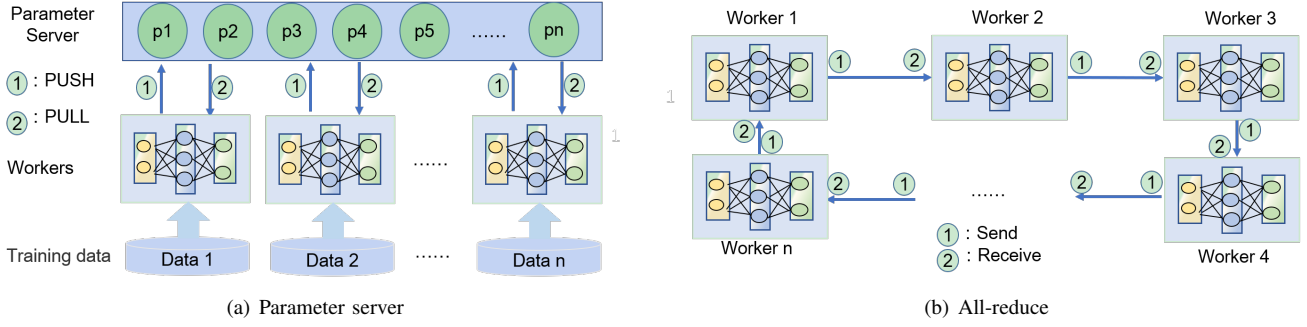 Parameter
Server
p1 p2 p3 p4 p5 ...... pn
1 : PUSH
2 : PULL
1 2 1 2 1 2
Workers
......
1
Training data
Data 1 Data 2 ...... Data n
(a) Parameter server
Worker 1 Worker 2 Worker 3
1 2 1 2
1
2 1 1 2
2 1 ...... 2 1
Worker n
1 : Send
2 : Receive
Worker 4
(b) All-reduce